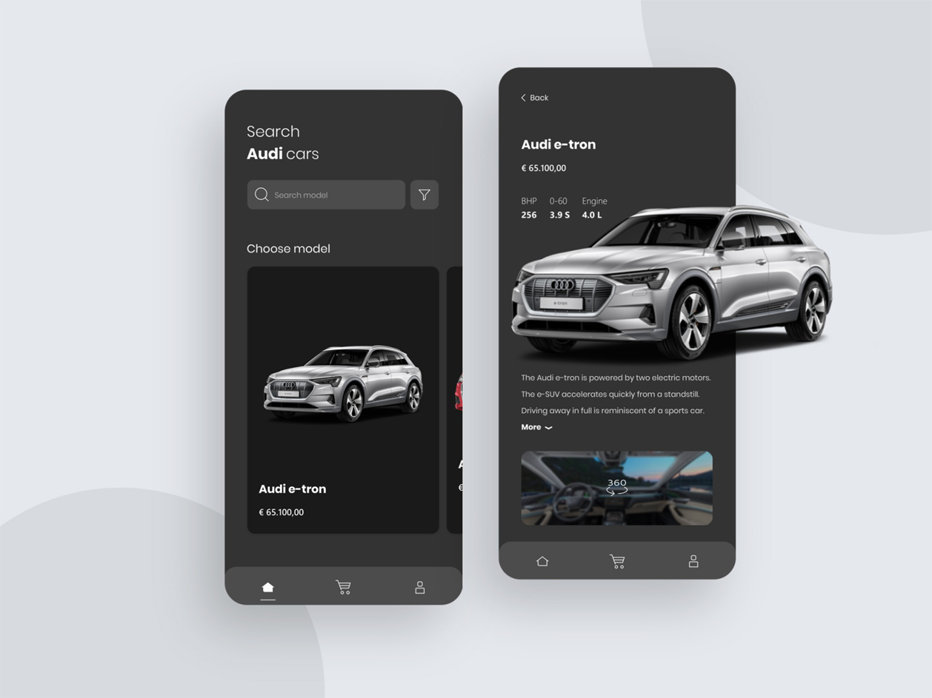 Search
Audi cars
Search model
Choose model
Audi e-tron
€ 65.100,00
Back
Audi e-tron
€ 65.100,00
BHP 0-60 Engine
256 3.9 S 4.0 L
e-tron
The Audi e-tron is powered by two electric motors.
The e-SUV accelerates quickly from a standstill.
Driving away in full is reminiscent of a sports car.
More
360